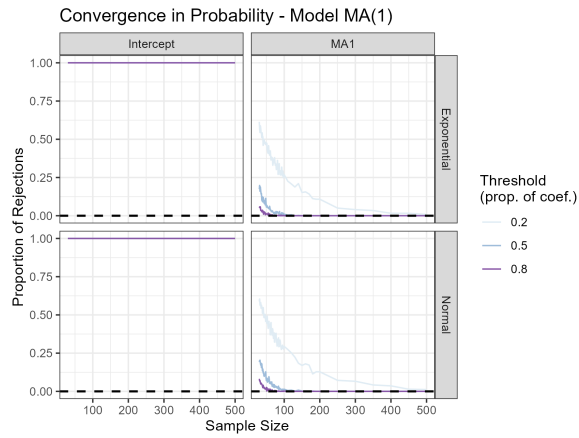 Convergence in Probability - Model MA(1)
Intercept
MA1
1.00
0.75
0.50
0.25
0.00
Exponential
1.00
0.75
0.50
0.25
0.00
Normal
Proportion of Rejections
100 200 300 400 500
100 200 300 400 500
Sample Size
Threshold
(prop. of coef.)
0.2
0.5
0.8